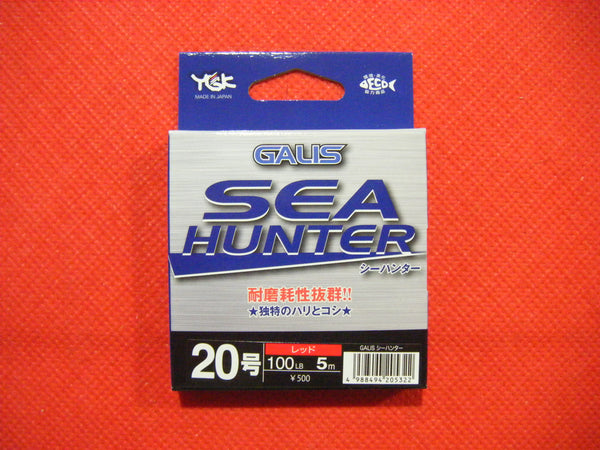 YGK
MADE IN JAPAN
ECO
GALIS
SEA
HUNTER
シーハンター
耐磨耗性抜群!!
★独特のハリとコシ★
20号
レッド
100LB 5m
¥500
GALIS シーハンター
4 988494 205322